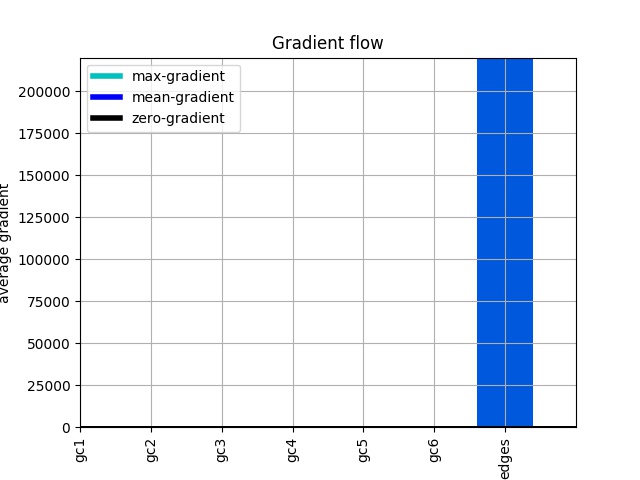 Gradient flow
max-gradient
mean-gradient
zero-gradient
200000
175000
150000
125000
100000
75000
50000
25000
0
average gradient
gc1
gc2
gc3
gc4
gc5
gc6
edges